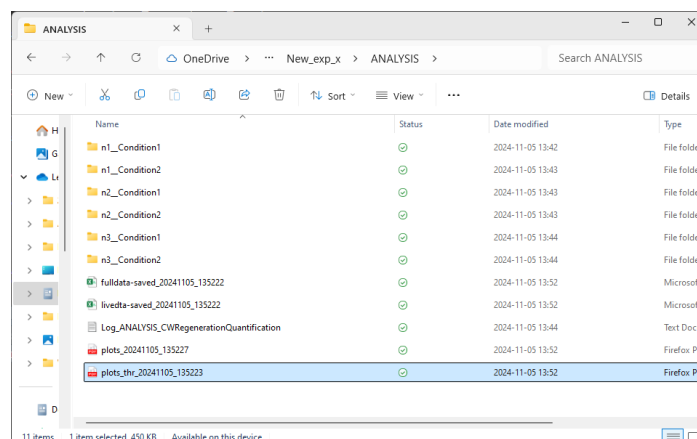 ANALYSIS
OneDrive > ··· New_exp_x > ANALYSIS > Search ANALYSIS
New Sort View ··· Details
Name Status Date modified Type
n1__Condition1 2024-11-05 13:42 File folde
n1__Condition2 2024-11-05 13:43 File folde
n2__Condition1 2024-11-05 13:43 File folde
n2__Condition2 2024-11-05 13:43 File folde
n3__Condition1 2024-11-05 13:44 File folde
n3__Condition2 2024-11-05 13:44 File folde
fulldata-saved_20241105_135222 2024-11-05 13:52 Microsof
livedta-saved_20241105_135222 2024-11-05 13:52 Microsof
Log_ANALYSIS_CWRegenerationQuantification 2024-11-05 13:44 Text Doc
plots_20241105_135227 2024-11-05 13:52 Firefox P
plots_thr_20241105_135223 2024-11-05 13:52 Firefox P
H
G
Le
D
11 items 1 item selected 450 KB Available on this device